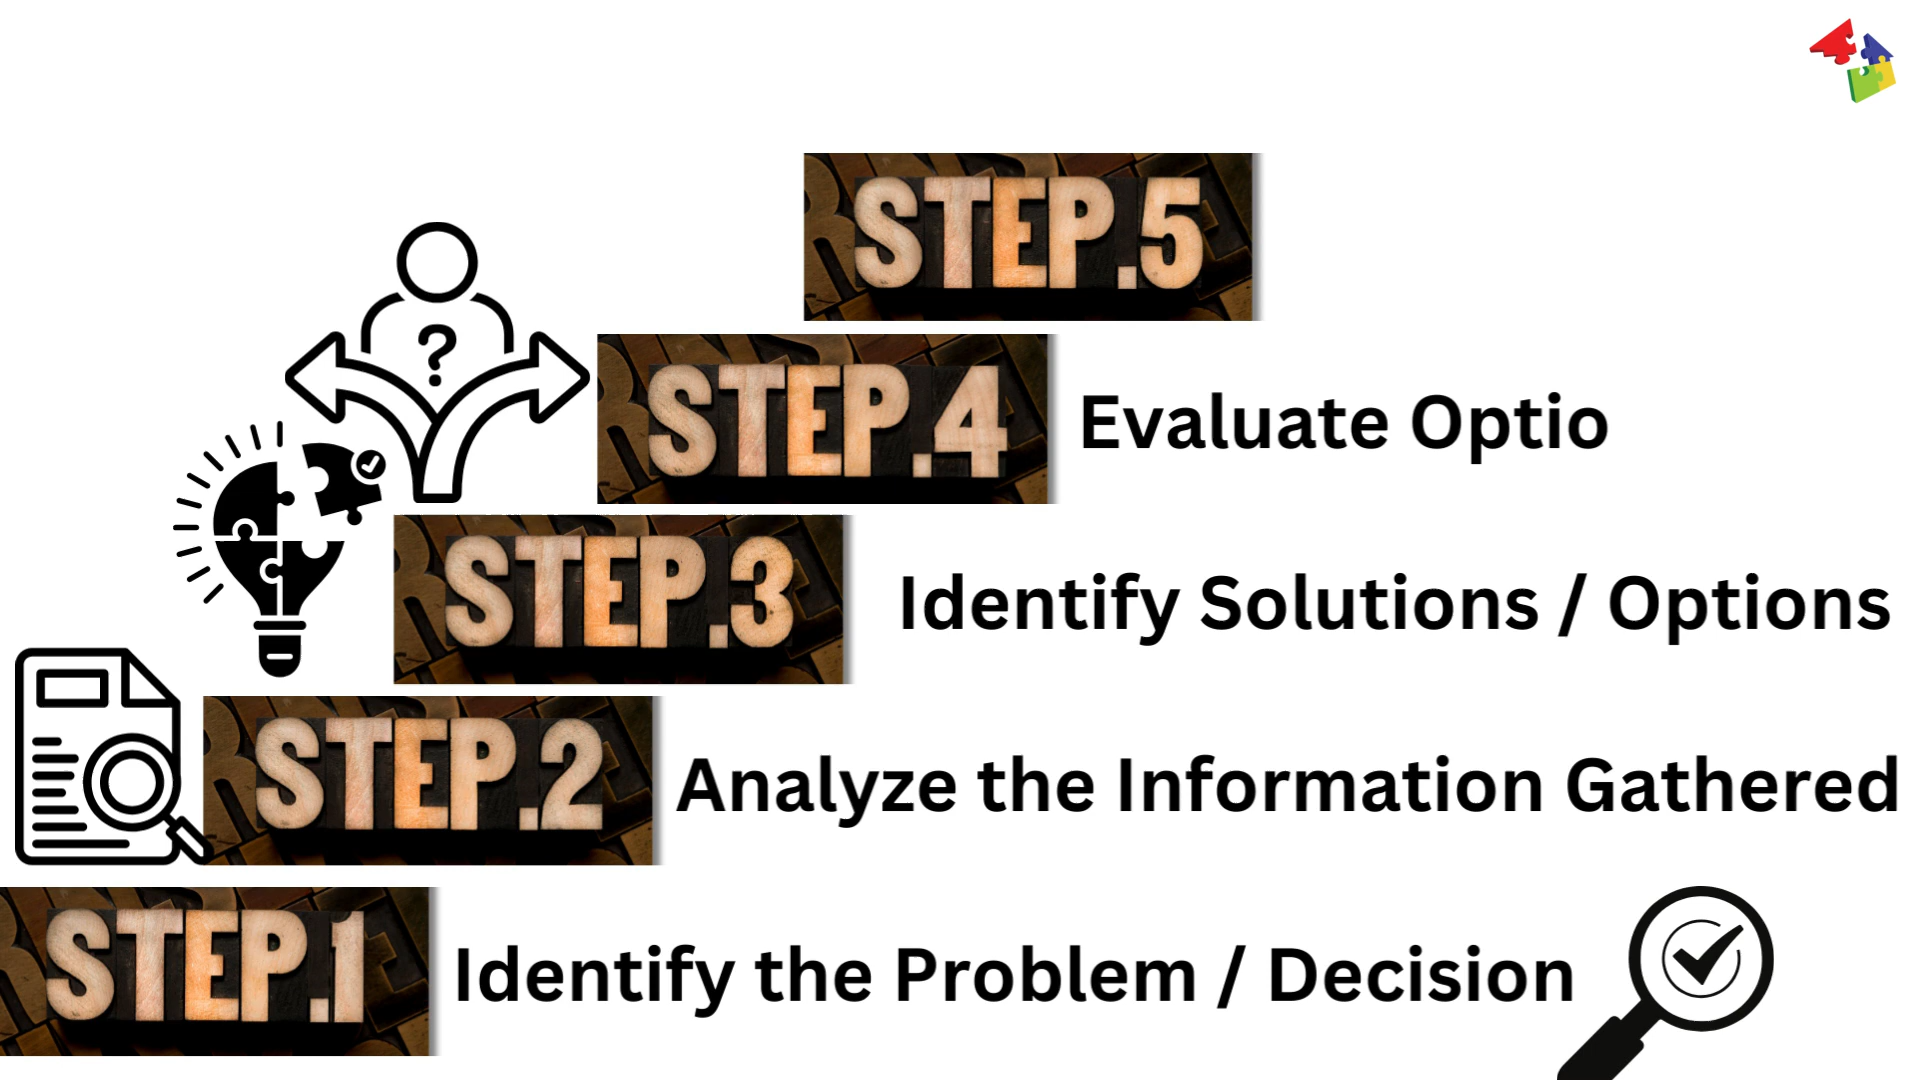 STEP.5
STEP.4 Evaluate Optio
STEP.3 Identify Solutions / Options
STEP.2 Analyze the Information Gathered
STEP.1 Identify the Problem / Decision
?